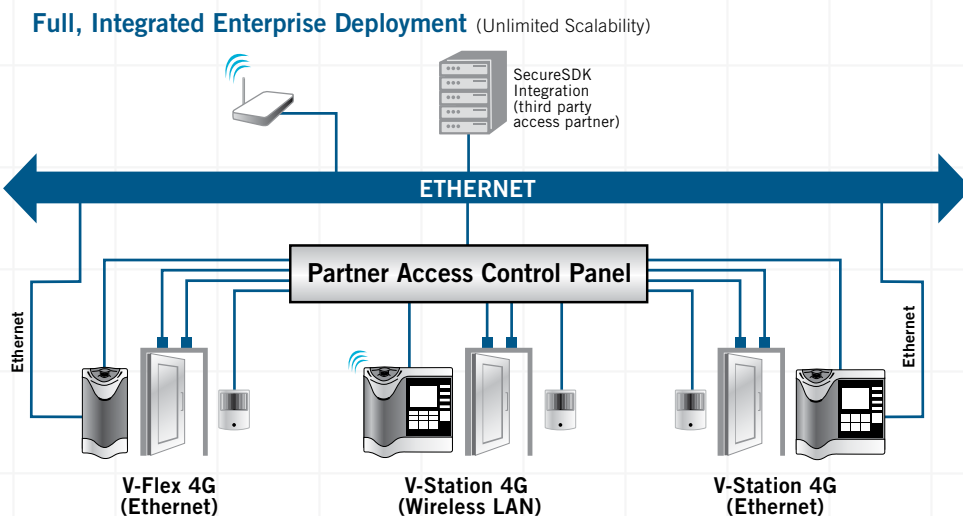 Full, Integrated Enterprise Deployment (Unlimited Scalability)
SecureSDK
Integration
(third party
access partner)
ETHERNET
Partner Access Control Panel
Ethernet
Ethernet
V-Flex 4G
(Ethernet)
V-Station 4G
(Wireless LAN)
V-Station 4G
(Ethernet)